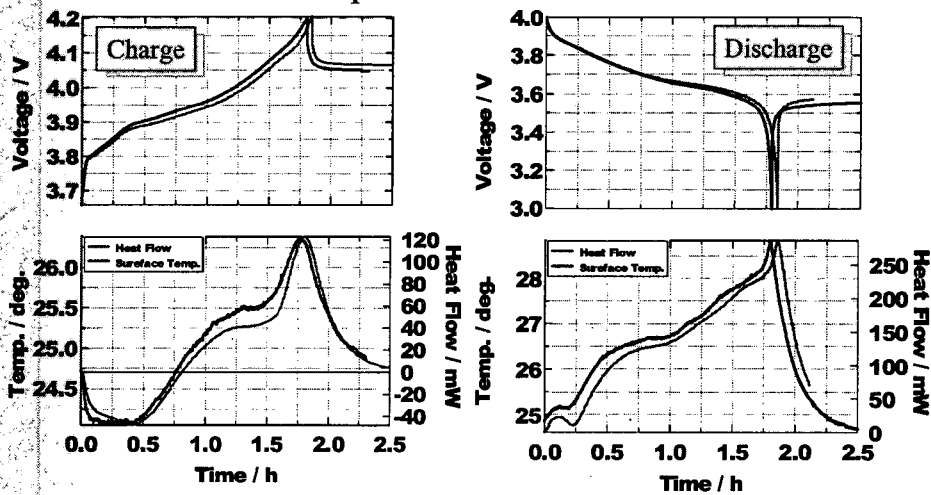 Charge
4.2
4.1
4.0
3.9
3.8
3.7
Voltage / V
Discharge
4.0
3.8
3.6
3.4
3.2
3.0
Voltage / V
Heat Flow
Sureface Temp.
26.0
25.5
25.0
24.5
Temp. / deg.
120
100
80
60
40
20
0
-20
-40
Heat Flow / mW
0.0 0.5 1.0 1.5 2.0 2.5
Time / h
Heat Flow
Sureface Temp.
28
27
26
25
Temp. / deg.
250
200
150
100
50
0
Heat Flow / mW
0.0 0.5 1.0 1.5 2.0 2.5
Time / h